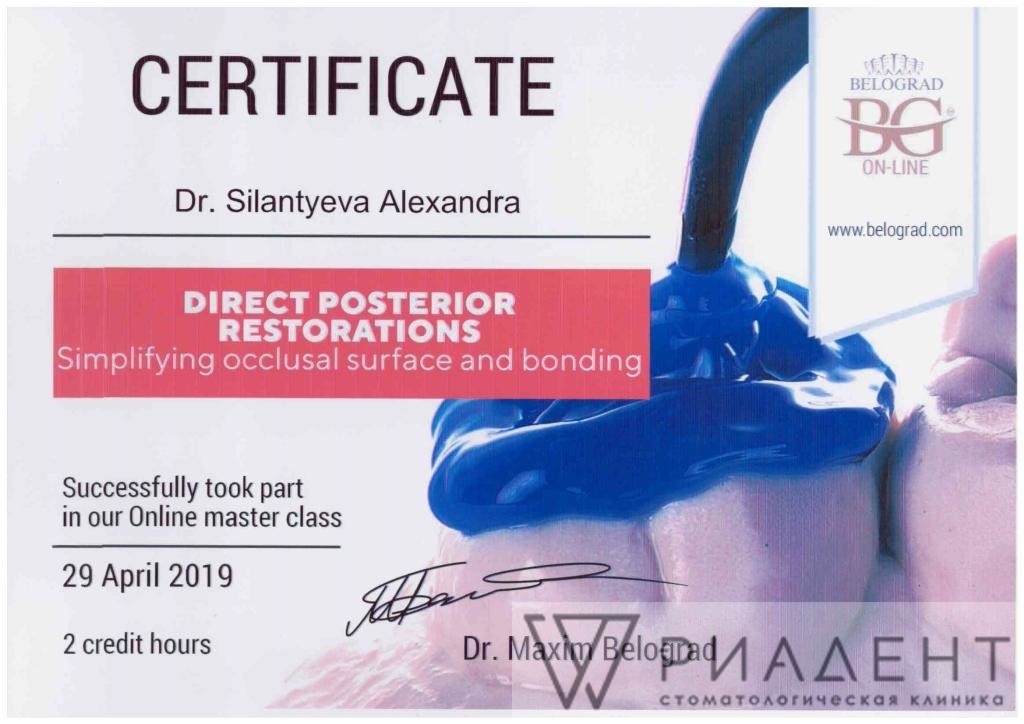 CERTIFICATE
BELOGRAD
BG
ON-LINE
www.belograd.com
Dr. Silantyeva Alexandra
DIRECT POSTERIOR
RESTORATIONS
Simplifying occlusal surface and bonding
Successfully took part
in our Online master class
29 April 2019
2 credit hours
Dr. Maxim Belograd
РИАДЕНТ
СТОМАТОЛОГИЧЕСКАЯ КЛИНИКА